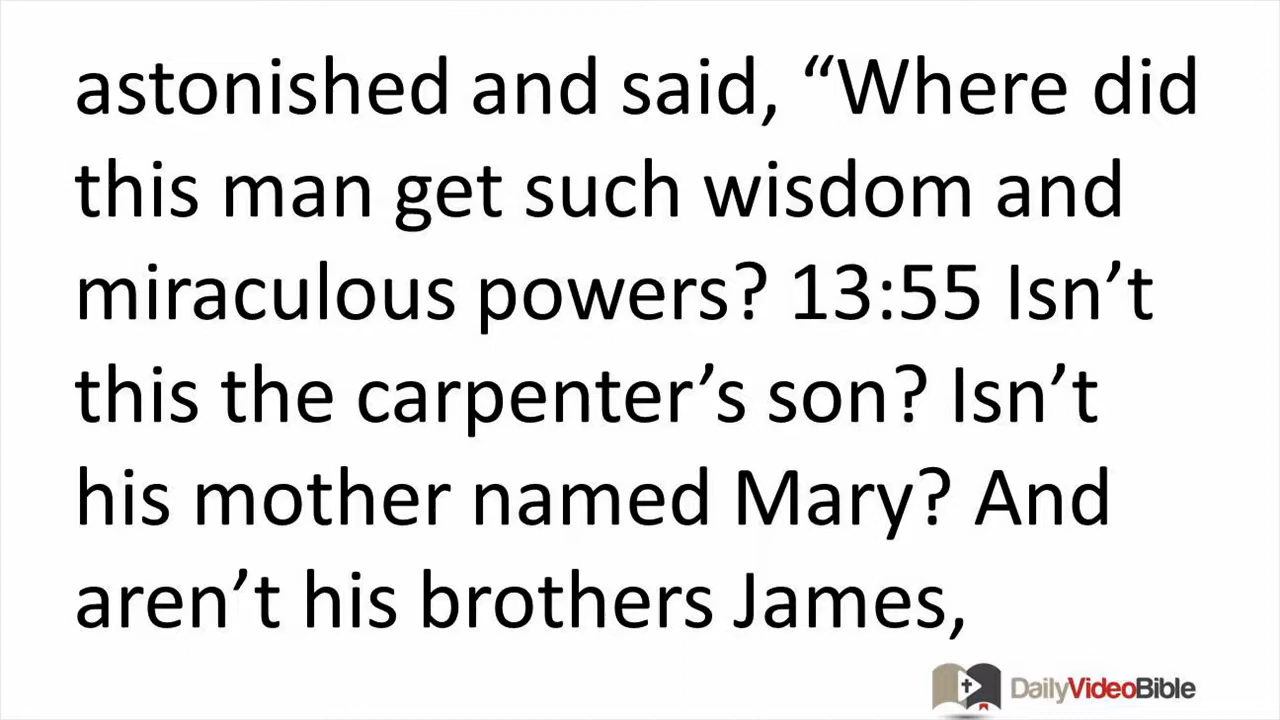 astonished and said, “Where did
this man get such wisdom and
miraculous powers? 13:55 Isn’t
this the carpenter’s son? Isn’t
his mother named Mary? And
aren’t his brothers James,
DailyVideoBible